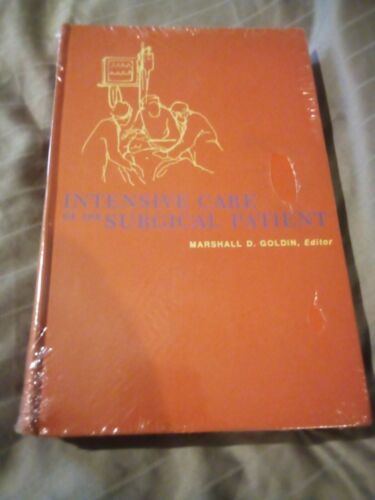 INTENSIVE CARE
OF THE SURGICAL PATIENT
MARSHALL D. GOLDIN, Editor